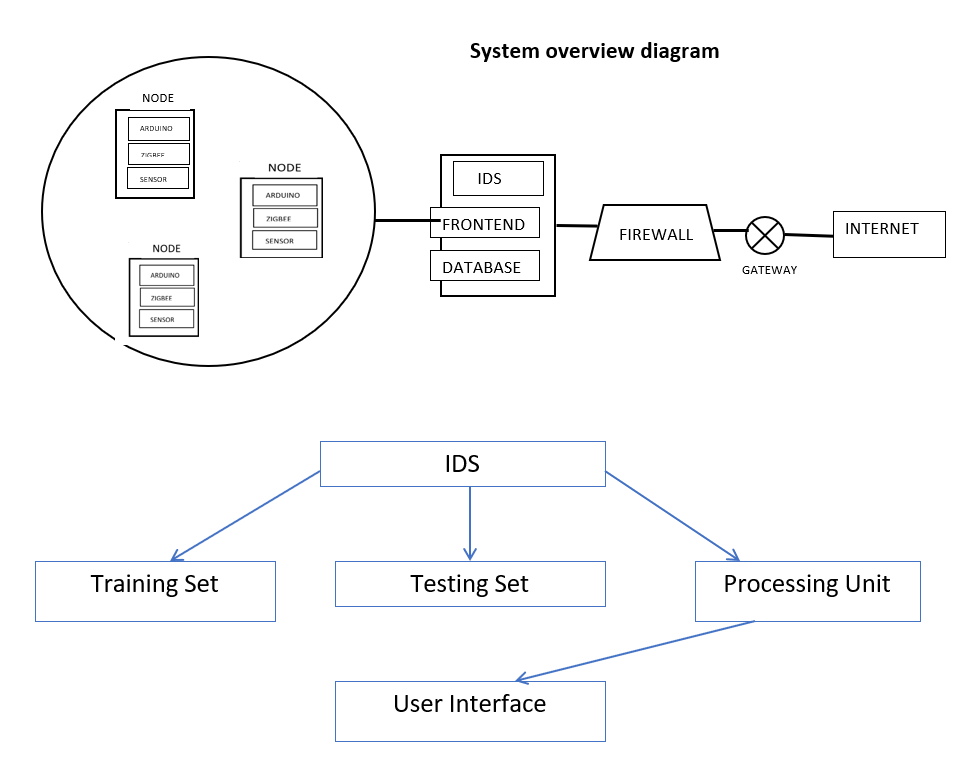 System overview diagram
NODE
ARDUINO
ZIGBEE
SENSOR
NODE
ARDUINO
ZIGBEE
SENSOR
NODE
ARDUINO
ZIGBEE
SENSOR
IDS
FRONTEND
DATABASE
FIREWALL
GATEWAY
INTERNET
IDS
Training Set
Testing Set
Processing Unit
User Interface